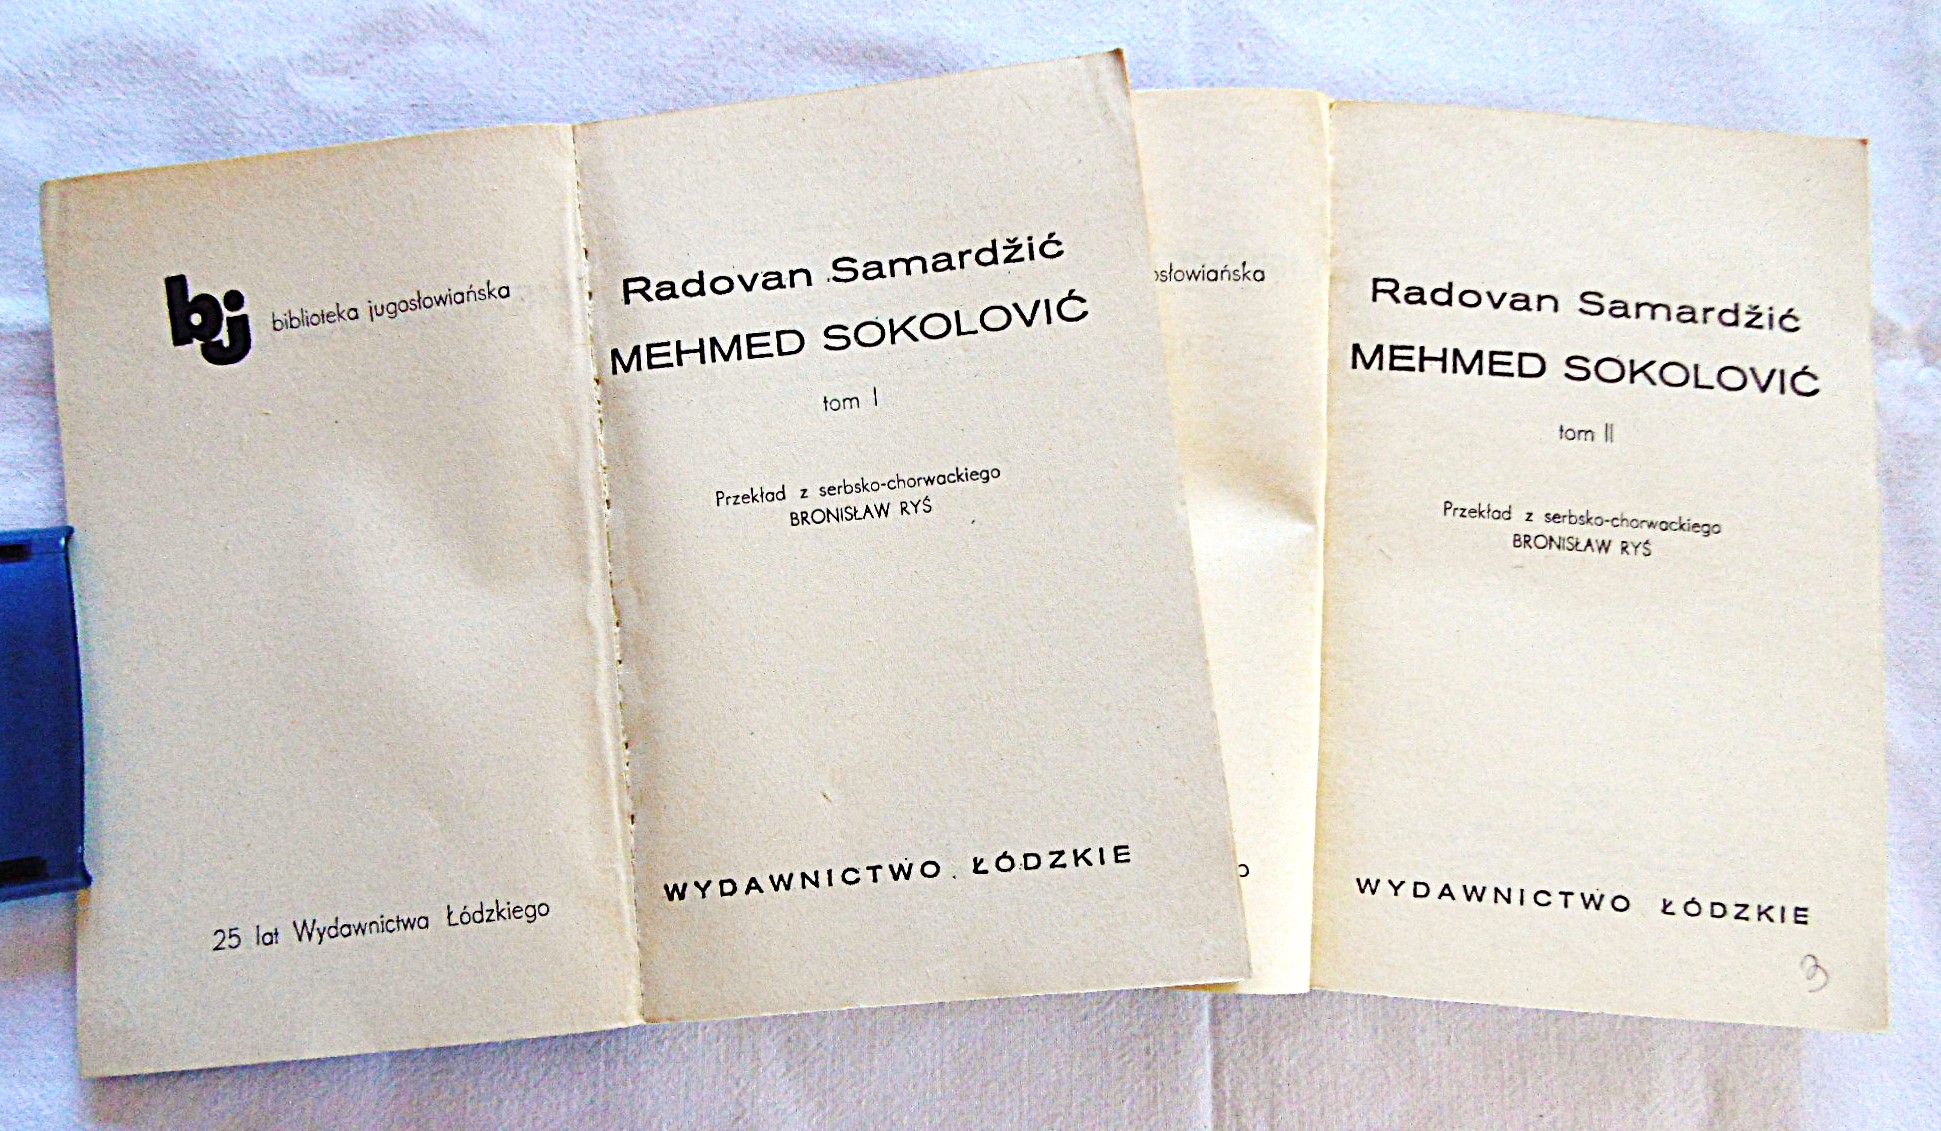 bj biblioteka jugosłowiańska
25 lat Wydawnictwa Łódzkiego
Radovan Samardžić
MEHMED SOKOLOVIĆ
tom I
Przekład z serbsko-chorwackiego
BRONISŁAW RYŚ
WYDAWNICTWO ŁÓDZKIE
osłowiańska
o
Radovan Samardžić
MEHMED SOKOLOVIĆ
tom II
Przekład z serbsko-chorwackiego
BRONISŁAW RYŚ
WYDAWNICTWO ŁÓDZKIE
3